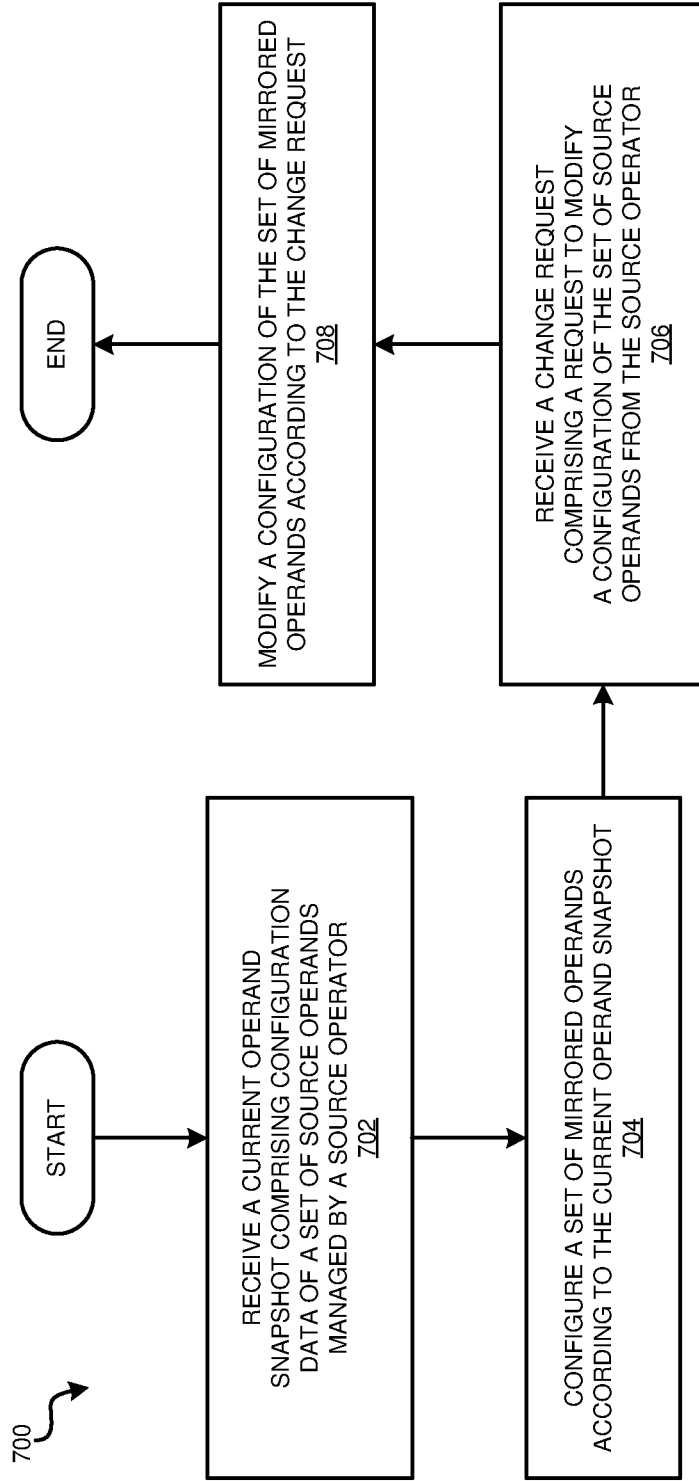 700
START
RECEIVE A CURRENT OPERAND
SNAPSHOT COMPRISING CONFIGURATION
DATA OF A SET OF SOURCE OPERANDS
MANAGED BY A SOURCE OPERATOR
702
CONFIGURE A SET OF MIRRORED OPERANDS
ACCORDING TO THE CURRENT OPERAND SNAPSHOT
704
RECEIVE A CHANGE REQUEST
COMPRISING A REQUEST TO MODIFY
A CONFIGURATION OF THE SET OF SOURCE
OPERANDS FROM THE SOURCE OPERATOR
706
MODIFY A CONFIGURATION OF THE SET OF MIRRORED
OPERANDS ACCORDING TO THE CHANGE REQUEST
708
END